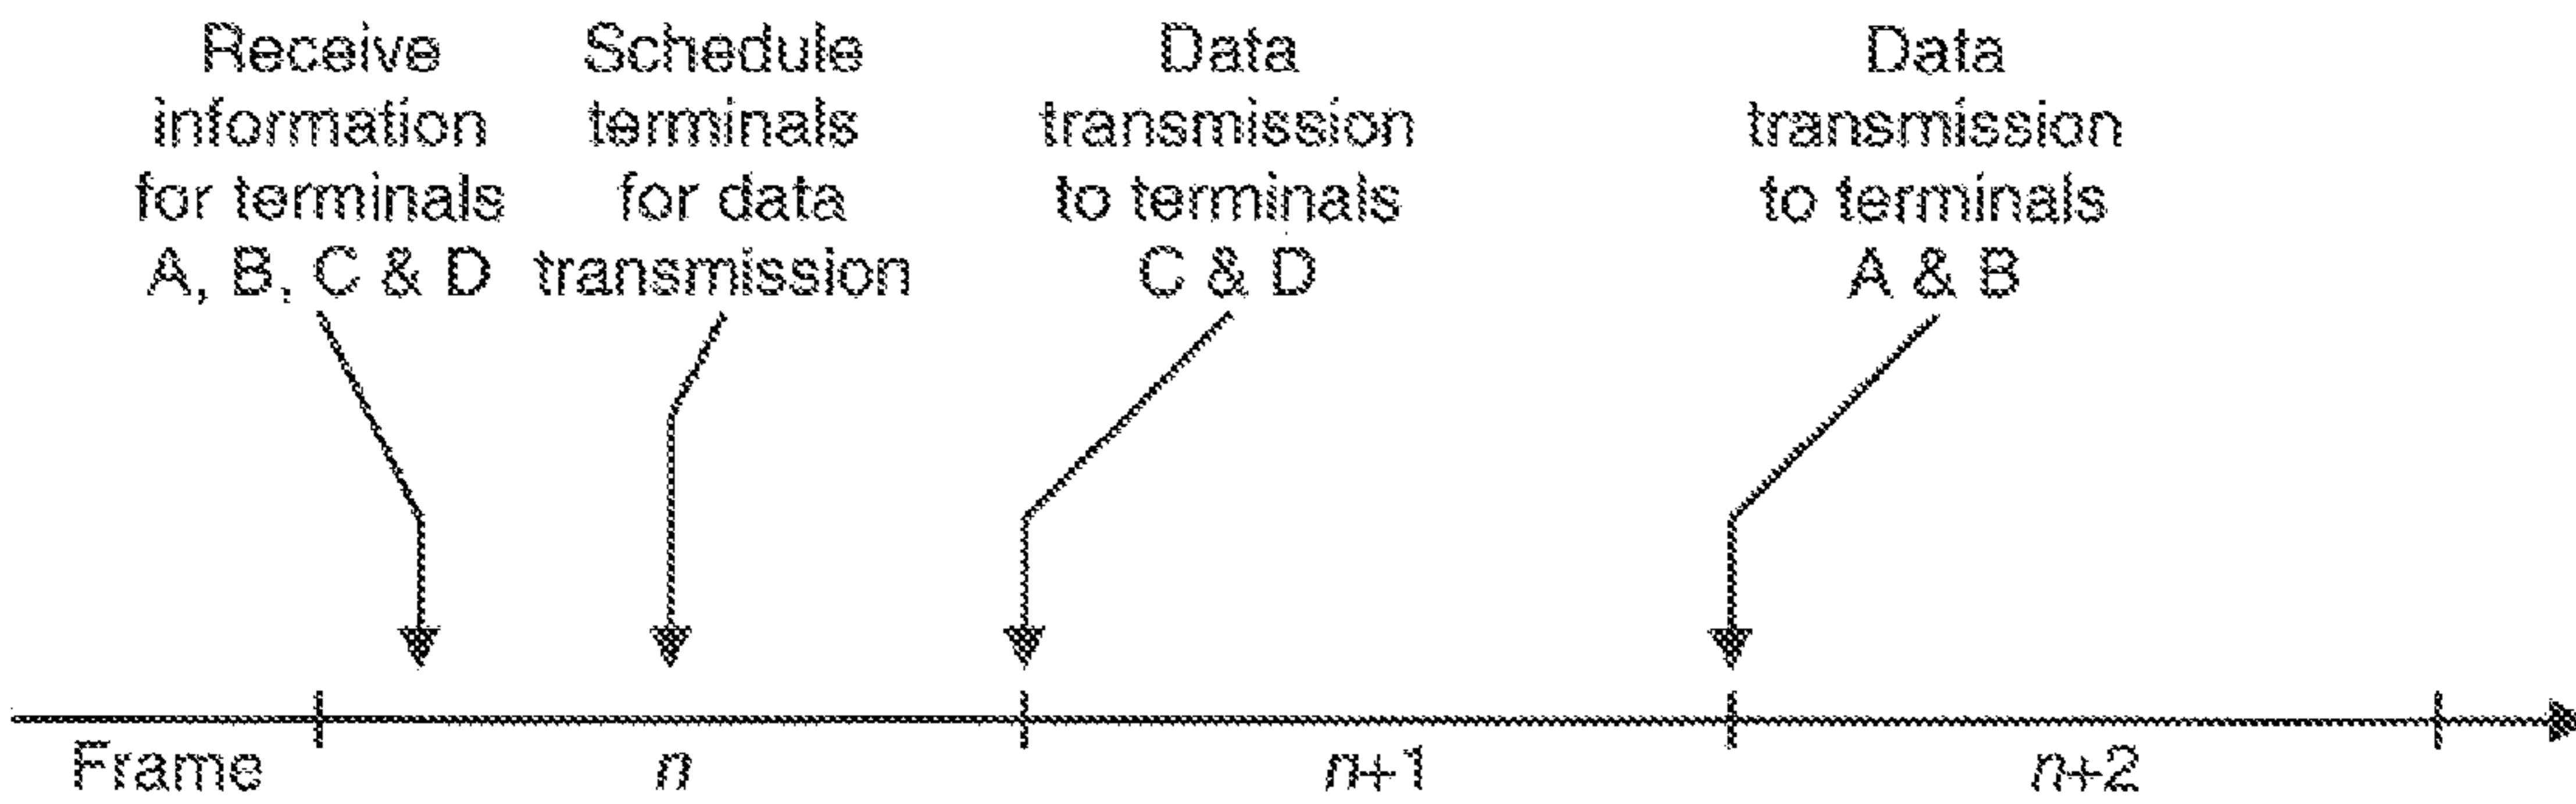 Receive
information
for terminals
A, B, C & D
Schedule
terminals
for data
transmission
Data
transmission
to terminals
C & D
Data
transmission
to terminals
A & B
Frame
n
n+1
n+2